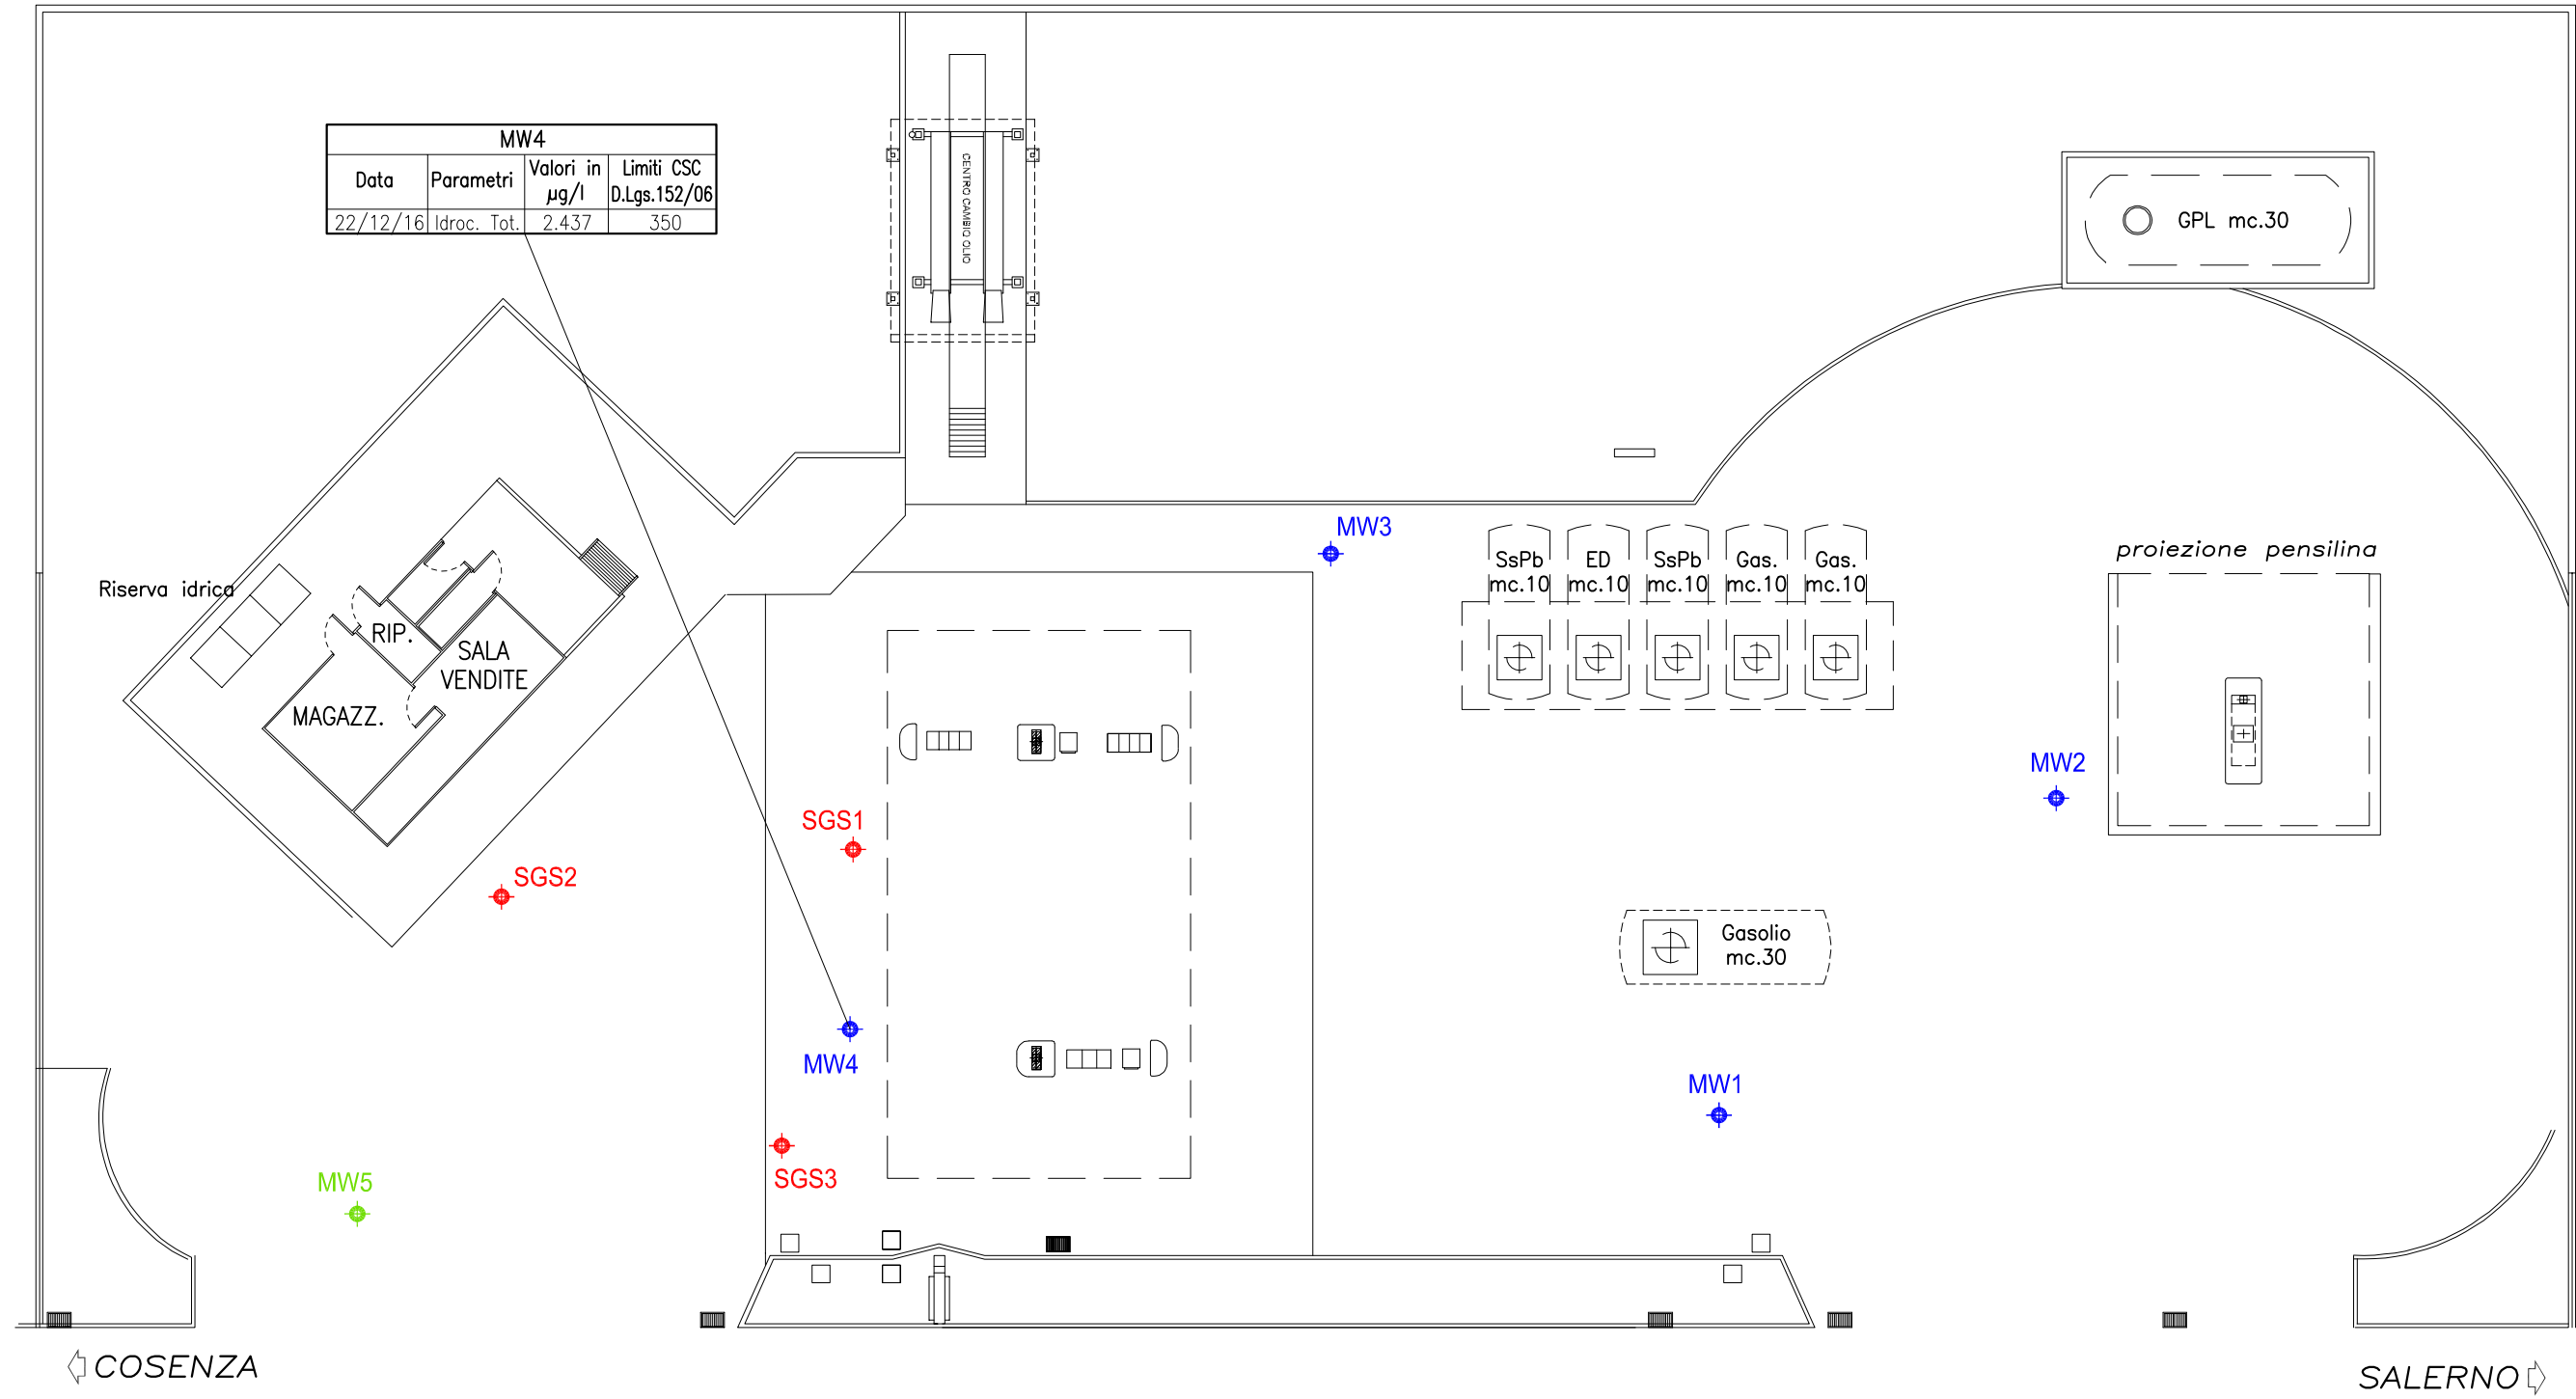 MW4
Data Parametri Valori in µg/l Limiti CSC D.Lgs.152/06
22/12/16 Idroc. Tot. 2.437 350
CENTRO CAMBIO OLIO
GPL mc.30
MW3
SsPb mc.10
ED mc.10
SsPb mc.10
Gas. mc.10
Gas. mc.10
proiezione pensilina
Riserva idrica
RIP.
SALA
VENDITE
MAGAZZ.
MW2
SGS1
SGS2
Gasolio
mc.30
MW4
MW1
SGS3
MW5
COSENZA
SALERNO